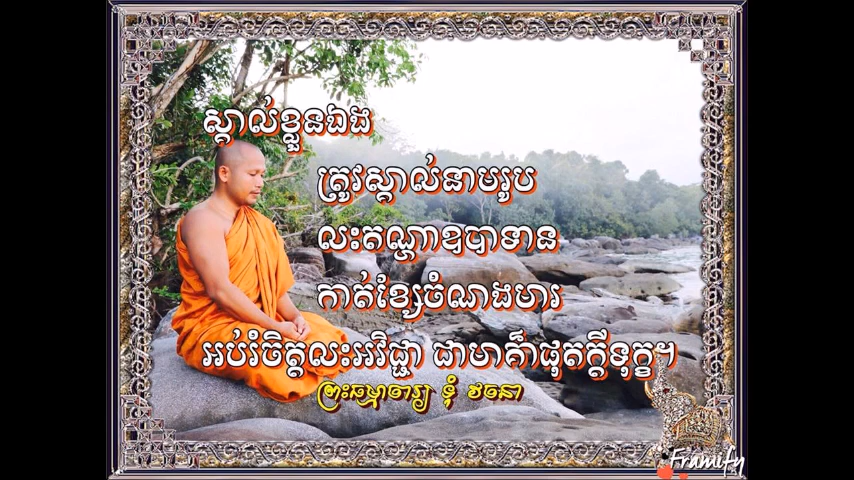 ស្គាល់ខ្លួនឯង
ត្រូវស្គាល់នាមរូប
លះតណ្ហាឧបាទាន
កាត់ខ្សែចំណងមារ
អប់រំចិត្តលះអវិជ្ជា ជាមាគ៌ាផុតក្ដីទុក្ខ។
ព្រះធម្មាចារ្យ ទុំ វនោ
Framify